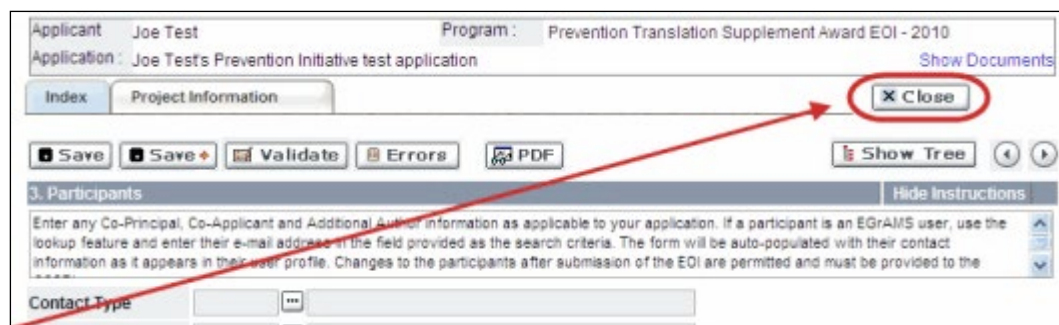 Applicant Joe Test Program : Prevention Translation Supplement Award EOI - 2010
Application : Joe Test's Prevention Initiative test application Show Documents
Index Project Information X Close
Save Save+ Validate Errors PDF Show Tree
3. Participants Hide Instructions
Enter any Co-Principal, Co-Applicant and Additional Author information as applicable to your application. If a participant is an EGrAMS user, use the
lookup feature and enter their e-mail address in the field provided as the search criteria. The form will be auto-populated with their contact
information as it appears in their user profile. Changes to the participants after submission of the EOI are permitted and must be provided to the
Contact Type ...